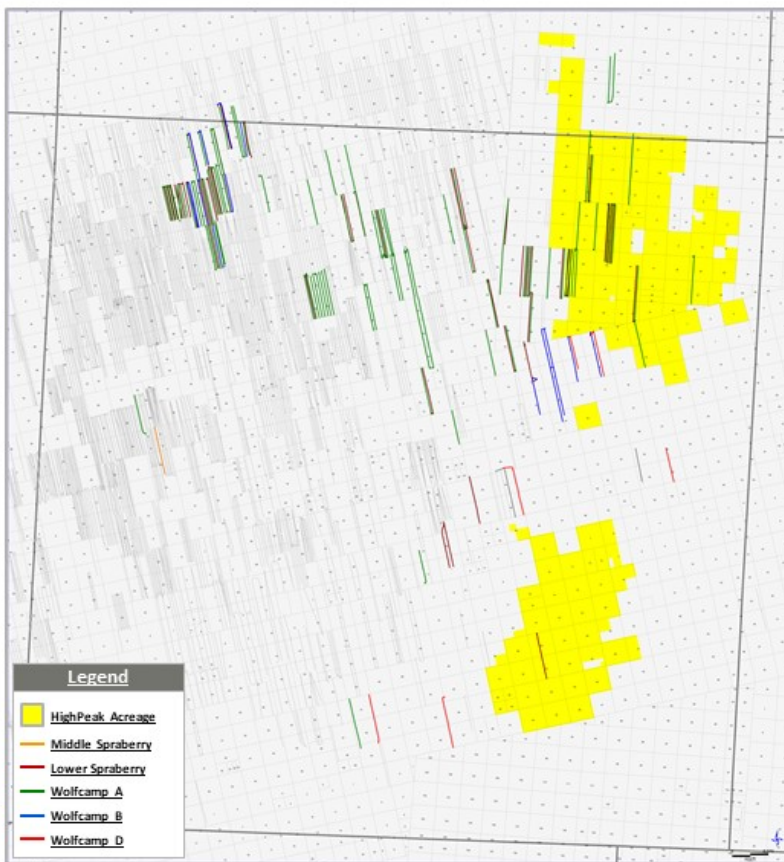 Legend
HighPeak Acreage
Middle Spraberry
Lower Spraberry
Wolfcamp A
Wolfcamp B
Wolfcamp D